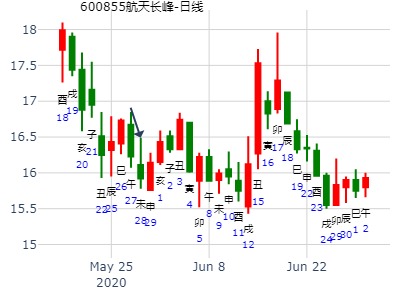 600855航天长峰-日线
18
17.5
17
16.5
16
15.5
15
酉
18
戌
19
亥
20
子
21
丑
22
寅
25
巳
26
午
27
未
28
申
29
亥
1
子
2
丑
3
寅
4
卯
5
午
8
未
9
申
10
酉
11
戌
12
丑
15
寅
16
卯
17
辰
18
巳
19
申
22
酉
23
戌
24
卯
29
辰
30
巳
1
午
2
May 25
2020
Jun 8
Jun 22